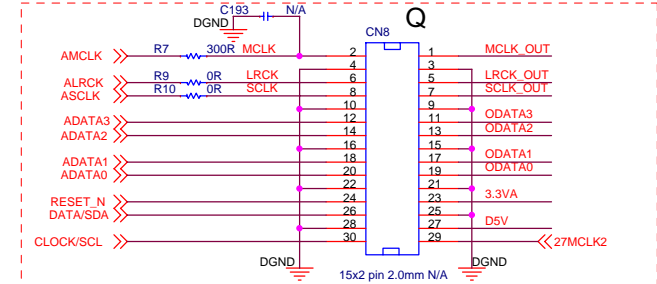 C193 N/A
DGND
CN8 Q
AMCLK R7 300R MCLK 2 1 MCLK_OUT
4 3
ALRCK R9 0R LRCK 6 5 LRCK_OUT
ASCLK R10 0R SCLK 8 7 SCLK_OUT
10 9
ADATA3 12 11 ODATA3
ADATA2 14 13 ODATA2
16 15
ADATA1 18 17 ODATA1
ADATA0 20 19 ODATA0
22 21
RESET_N 24 23 3.3VA
DATA/SDA 26 25
28 27 D5V
CLOCK/SCL 30 29 27MCLK2
DGND DGND
15x2 pin 2.0mm N/A